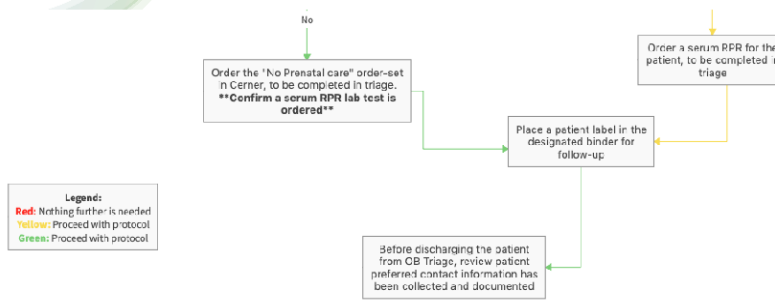 No
Order a serum RPR for the
patient, to be completed in
triage
Order the "No Prenatal care" order-set
in Cerner, to be completed in triage.
**Confirm a serum RPR lab test is
ordered**
Place a patient label in the
designated binder for
follow-up
Legend:
Red: Nothing further is needed
Yellow: Proceed with protocol
Green: Proceed with protocol
Before discharging the patient
from OB Triage, review patient
preferred contact information has
been collected and documented